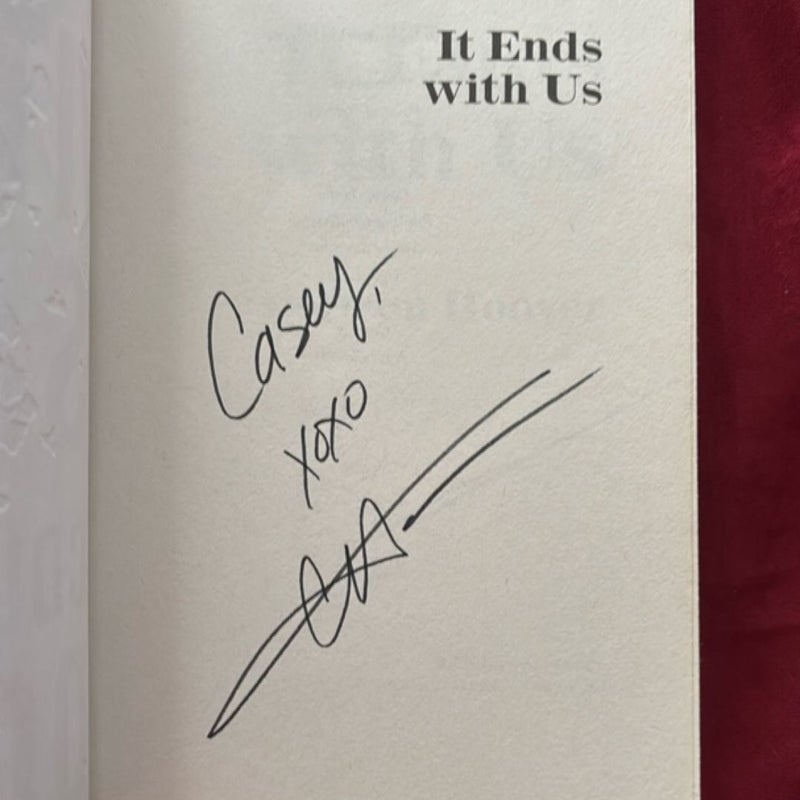 It Ends
with Us
Casey,
xoxo